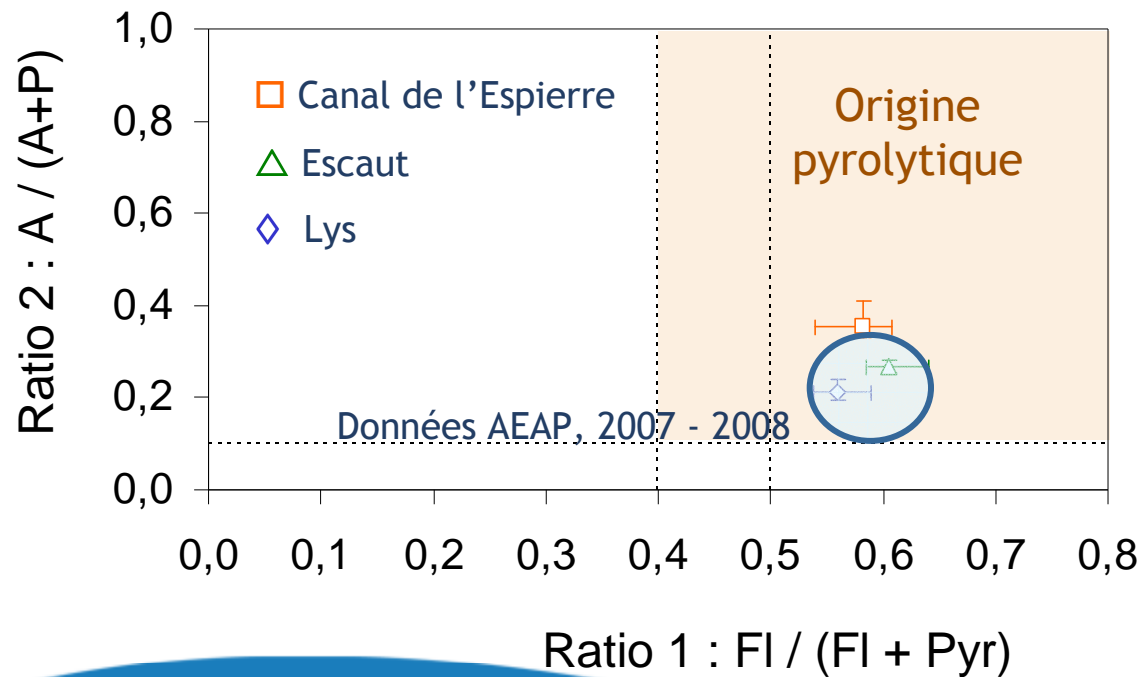 Ratio 2 : A / (A+P)
1,0
0,8
0,6
0,4
0,2
0,0
Canal de l’Espierre
Escaut
Lys
Origine
pyrolytique
Données AEAP, 2007 - 2008
0,0 0,1 0,2 0,3 0,4 0,5 0,6 0,7 0,8
Ratio 1 : Fl / (Fl + Pyr)